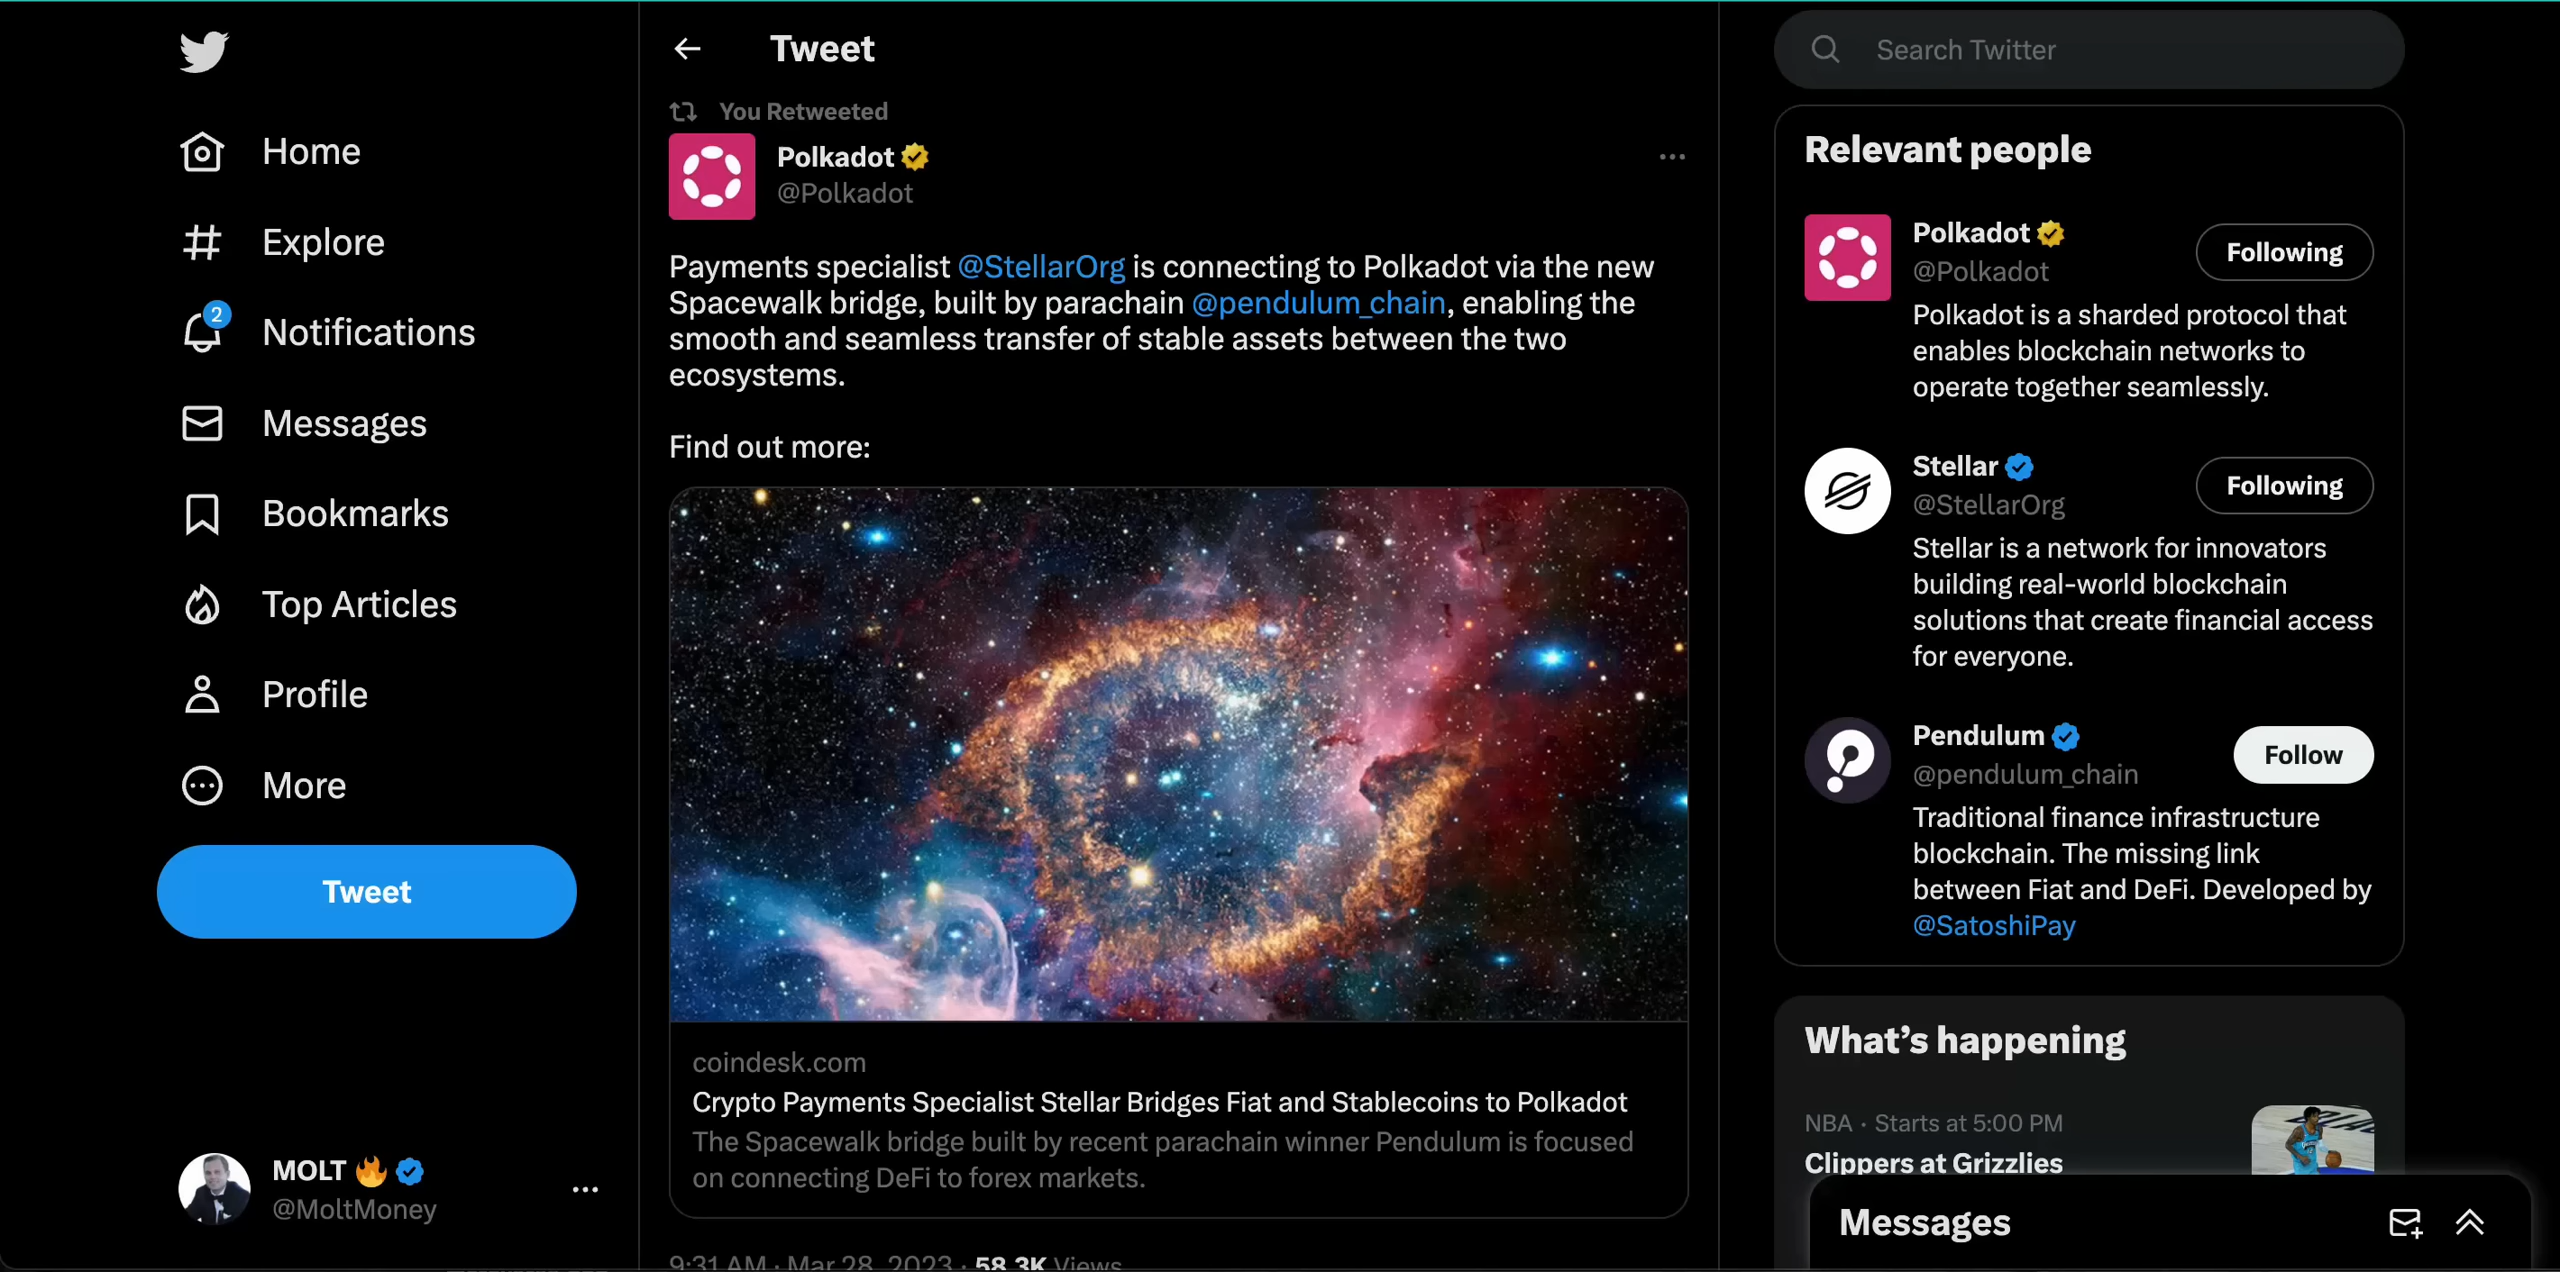 Home
Explore
2
Notifications
Messages
Bookmarks
Top Articles
Profile
More
Tweet
MOLT 🔥
@MoltMoney
Tweet
You Retweeted
Polkadot
@Polkadot
Payments specialist @StellarOrg is connecting to Polkadot via the new
Spacewalk bridge, built by parachain @pendulum_chain, enabling the
smooth and seamless transfer of stable assets between the two
ecosystems.
Find out more:
coindesk.com
Crypto Payments Specialist Stellar Bridges Fiat and Stablecoins to Polkadot
The Spacewalk bridge built by recent parachain winner Pendulum is focused
on connecting DeFi to forex markets.
9:31 AM · Mar 28, 2023 · 58.3K Views
Search Twitter
Relevant people
Polkadot
@Polkadot
Following
Polkadot is a sharded protocol that
enables blockchain networks to
operate together seamlessly.
Stellar
@StellarOrg
Following
Stellar is a network for innovators
building real-world blockchain
solutions that create financial access
for everyone.
Pendulum
@pendulum_chain
Follow
Traditional finance infrastructure
blockchain. The missing link
between Fiat and DeFi. Developed by
@SatoshiPay
What's happening
NBA · Starts at 5:00 PM
Clippers at Grizzlies
Messages